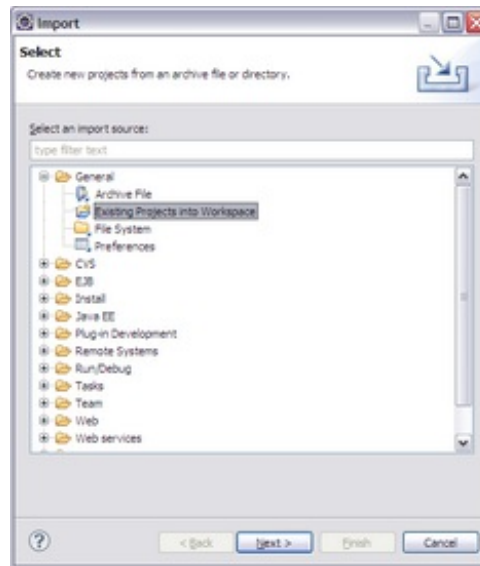 Import
Select
Create new projects from an archive file or directory.
Select an import source:
type filter text
General
Archive File
Existing Projects into Workspace
File System
Preferences
CVS
EJB
Install
Java EE
Plug-in Development
Remote Systems
Run/Debug
Tasks
Team
Web
Web services
< Back
Next >
Finish
Cancel